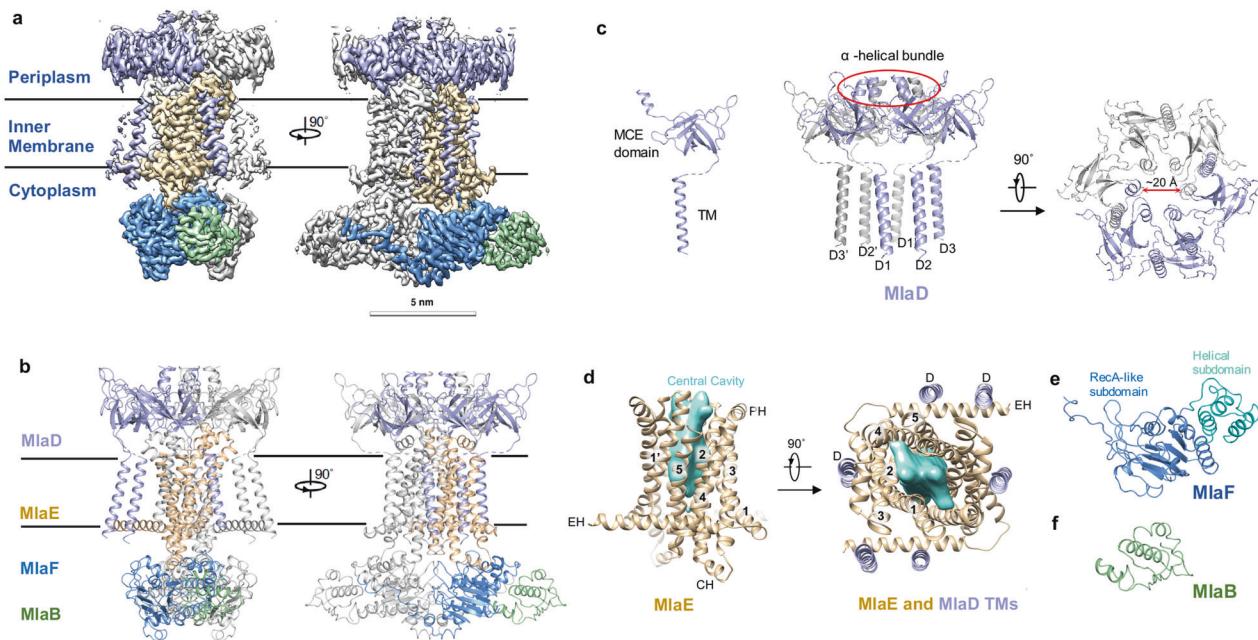 a
Periplasm
Inner
Membrane
Cytoplasm
90°
5 nm
b
MlaD
MlaE
MlaF
MlaB
90°
c
α -helical bundle
MCE
domain
TM
D3'
D2'
D1
D1
D2
D3
MlaD
90°
~20 Å
d
Central Cavity
PH
1'
5
2
3
4
1
EH
CH
MlaE
90°
D
D
EH
5
4
D
2
3
1
MlaE and MlaD TMs
e
RecA-like
subdomain
Helical
subdomain
MlaF
f
MlaB